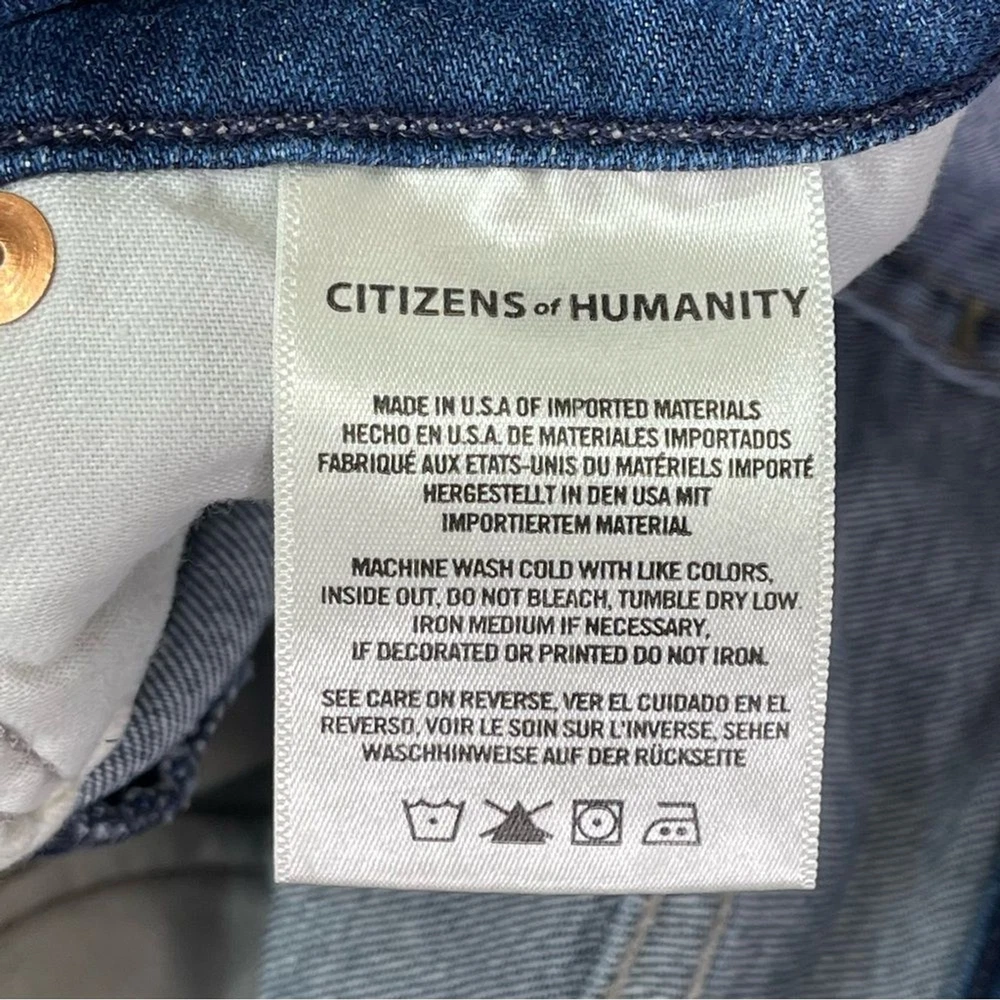 CITIZENS of HUMANITY
MADE IN U.S.A OF IMPORTED MATERIALS
HECHO EN U.S.A. DE MATERIALES IMPORTADOS
FABRIQUÉ AUX ETATS-UNIS DU MATÉRIELS IMPORTÉ
HERGESTELLT IN DEN USA MIT
IMPORTIERTEM MATERIAL
MACHINE WASH COLD WITH LIKE COLORS,
INSIDE OUT, DO NOT BLEACH, TUMBLE DRY LOW.
IRON MEDIUM IF NECESSARY,
IF DECORATED OR PRINTED DO NOT IRON.
SEE CARE ON REVERSE, VER EL CUIDADO EN EL
REVERSO, VOIR LE SOIN SUR L'INVERSE, SEHEN
WASCHHINWEISE AUF DER RÜCKSEITE